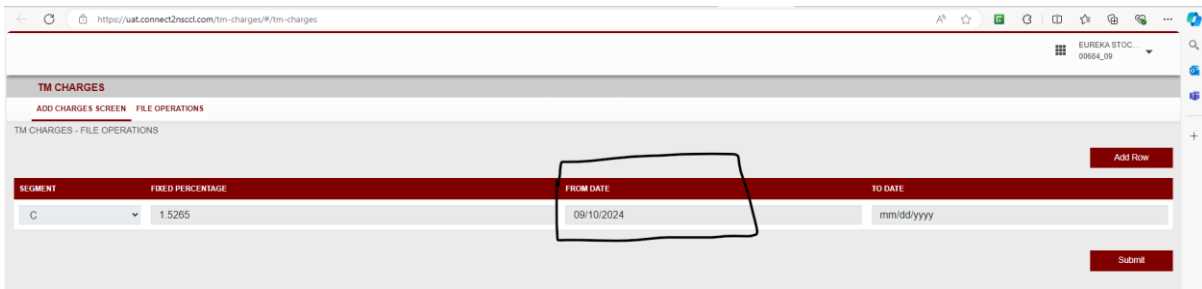 https://uat.connect2nsccl.com/tm-charges/#/tm-charges
EUREKA STOC...
00684_09
TM CHARGES
ADD CHARGES SCREEN FILE OPERATIONS
TM CHARGES - FILE OPERATIONS
Add Row
SEGMENT FIXED PERCENTAGE FROM DATE TO DATE
C 1.5265 09/10/2024 mm/dd/yyyy
Submit